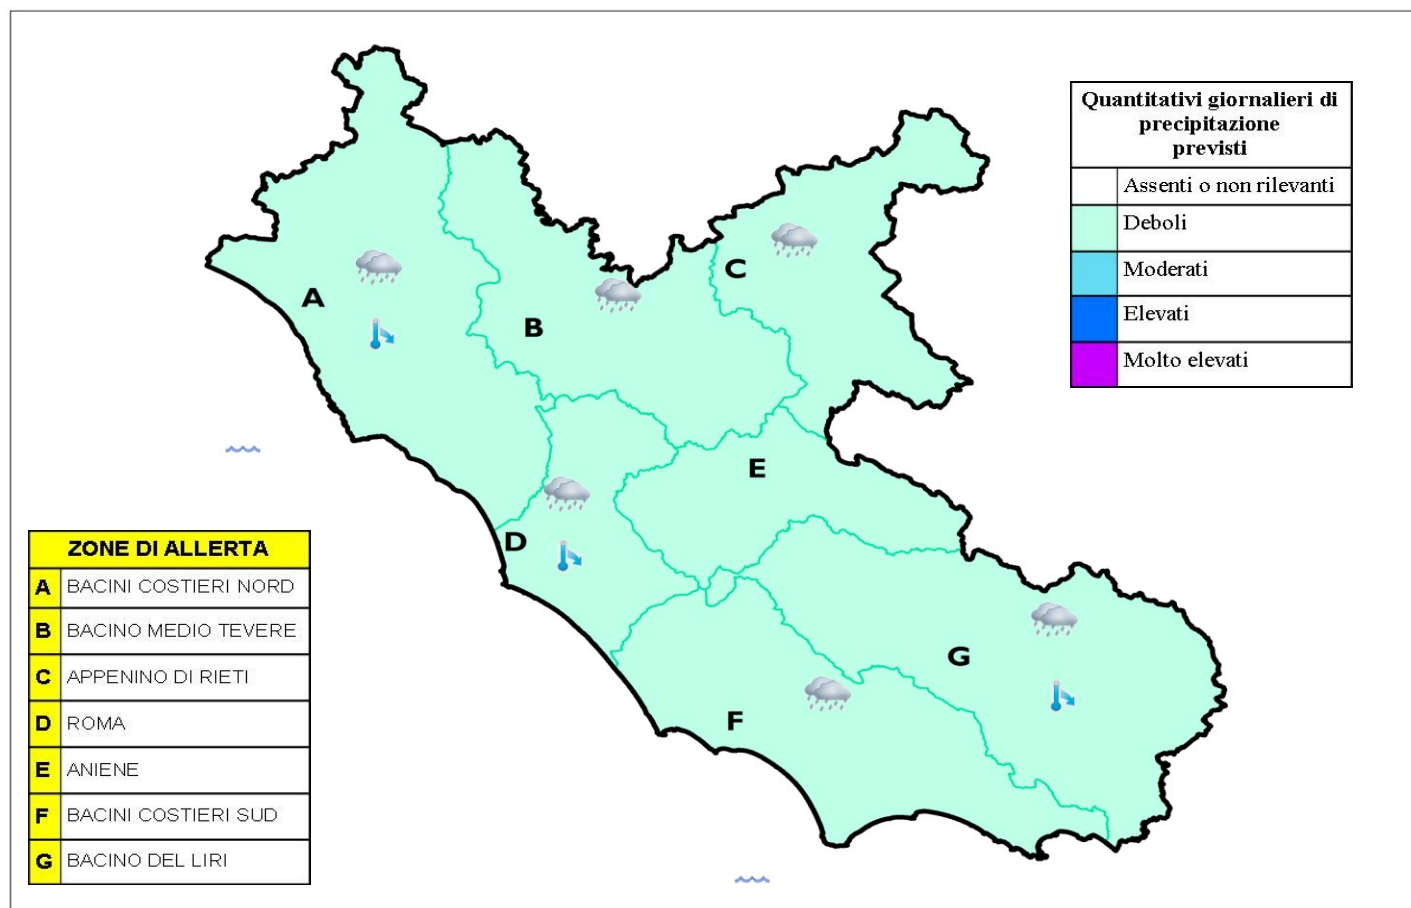 Quantitativi giornalieri di
precipitazione
previsti
Assenti o non rilevanti
Deboli
Moderati
Elevati
Molto elevati
A
B
C
D
E
F
G
ZONE DI ALLERTA
A BACINI COSTIERI NORD
B BACINO MEDIO TEVERE
C APPENINO DI RIETI
D ROMA
E ANIENE
F BACINI COSTIERI SUD
G BACINO DEL LIRI